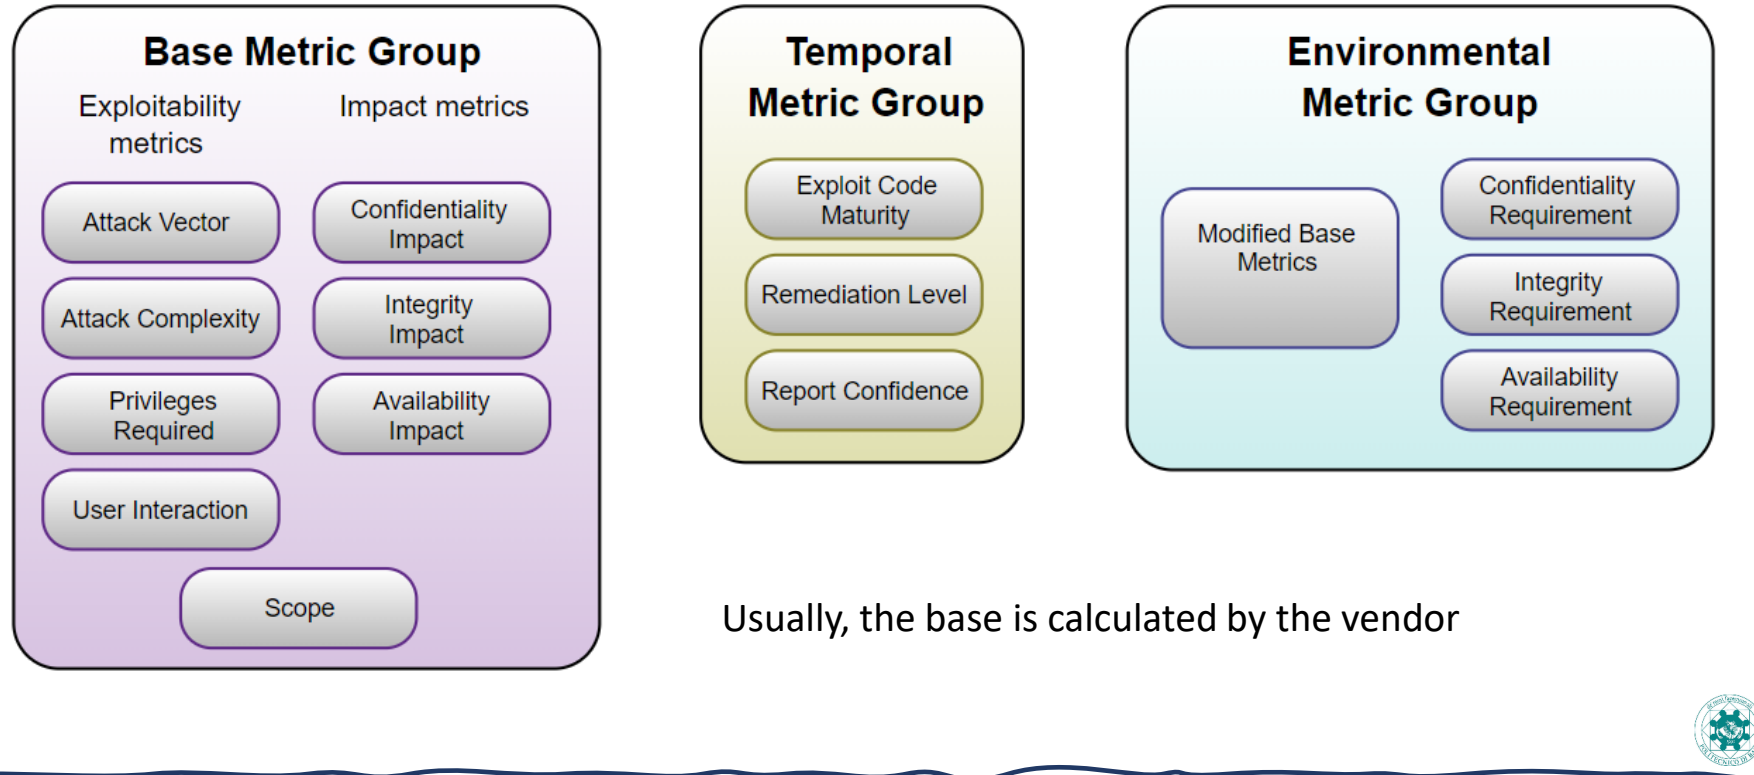 Base Metric Group
Exploitability
metrics
Attack Vector
Attack Complexity
Privileges
Required
User Interaction
Impact metrics
Confidentiality
Impact
Integrity
Impact
Availability
Impact
Scope
Temporal
Metric Group
Exploit Code
Maturity
Remediation Level
Report Confidence
Environmental
Metric Group
Modified Base
Metrics
Confidentiality
Requirement
Integrity
Requirement
Availability
Requirement
Usually, the base is calculated by the vendor